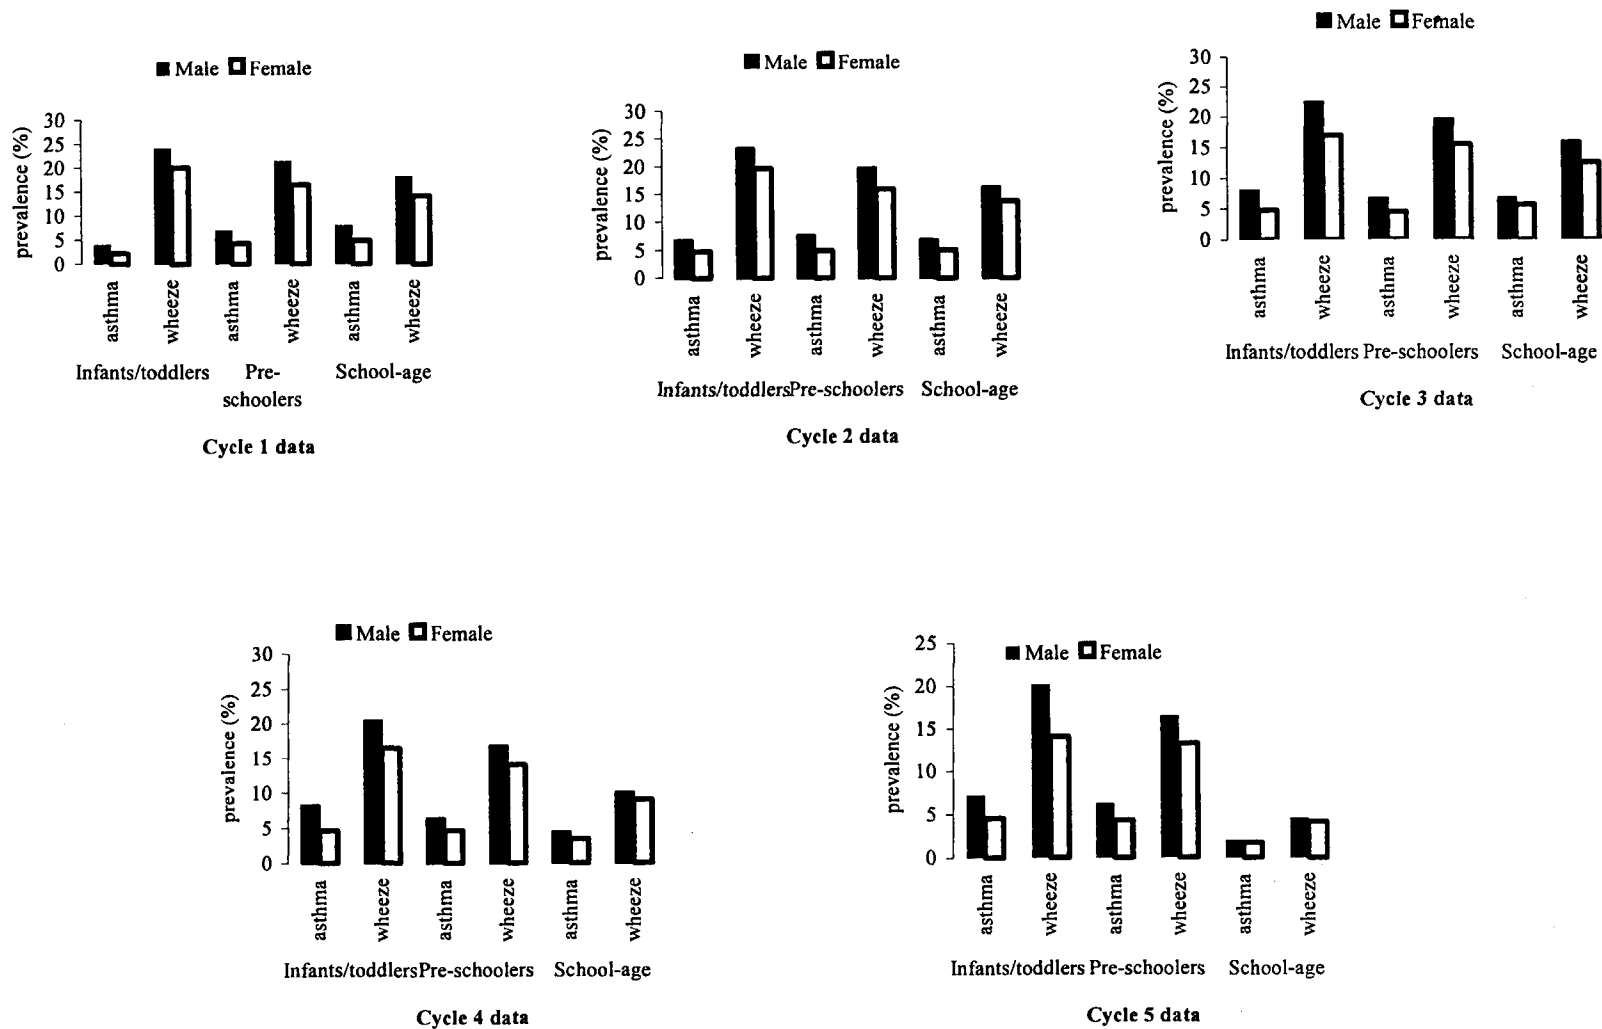 Male Female
prevalence (%)
30
25
20
15
10
5
0
asthma
wheeze
asthma
wheeze
asthma
wheeze
Infants/toddlers Pre-schoolers School-age
Cycle 1 data
Male Female
prevalence (%)
30
25
20
15
10
5
0
asthma
wheeze
asthma
wheeze
asthma
wheeze
Infants/toddlersPre-schoolers School-age
Cycle 2 data
Male Female
prevalence (%)
30
25
20
15
10
5
0
asthma
wheeze
asthma
wheeze
asthma
wheeze
Infants/toddlers Pre-schoolers School-age
Cycle 3 data
Male Female
prevalence (%)
30
25
20
15
10
5
0
asthma
wheeze
asthma
wheeze
asthma
wheeze
Infants/toddlersPre-schoolers School-age
Cycle 4 data
Male Female
prevalence (%)
25
20
15
10
5
0
asthma
wheeze
asthma
wheeze
asthma
wheeze
Infants/toddlers Pre-schoolers School-age
Cycle 5 data